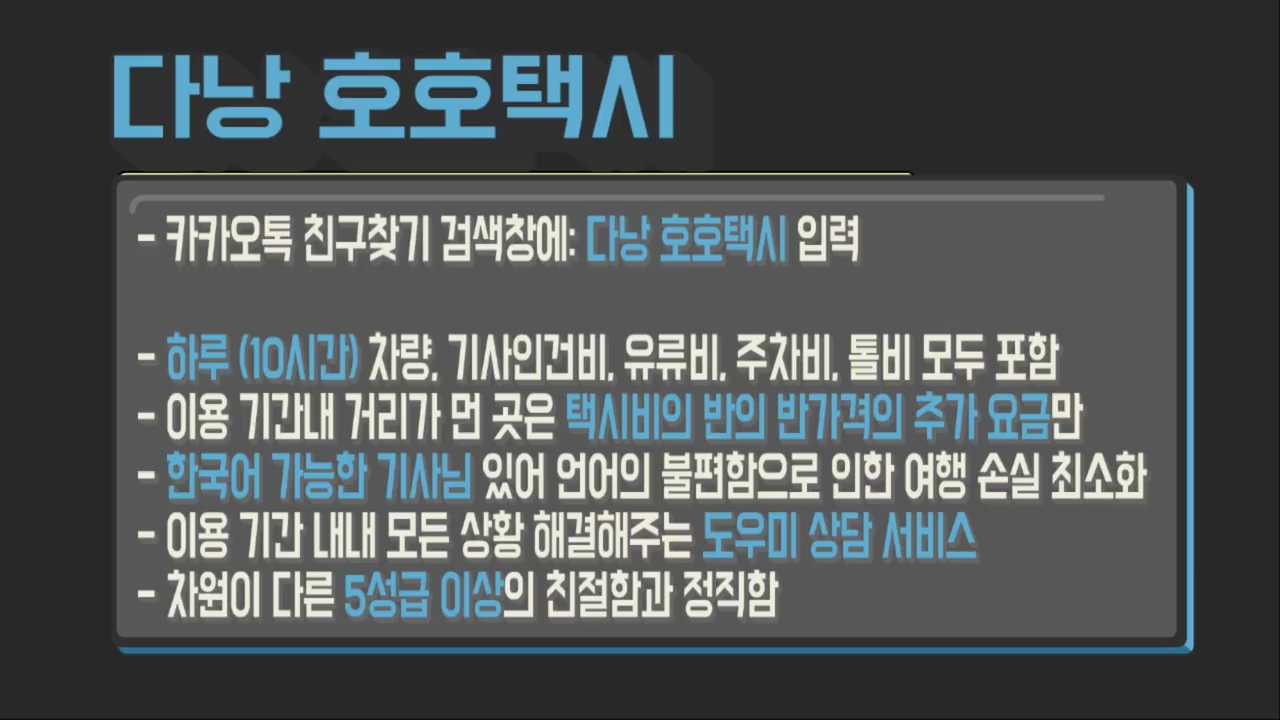 다낭 호호택시
- 카카오톡 친구찾기 검색창에: 다낭 호호택시 입력
- 하루 (10시간) 차량, 기사인건비, 유류비, 주차비, 톨비 모두 포함
- 이용 기간내 거리가 먼 곳은 택시비의 반의 반가격의 추가 요금만
- 한국어 가능한 기사님 있어 언어의 불편함으로 인한 여행 손실 최소화
- 이용 기간 내내 모든 상황 해결해주는 도우미 상담 서비스
- 차원이 다른 5성급 이상의 친절함과 정직함